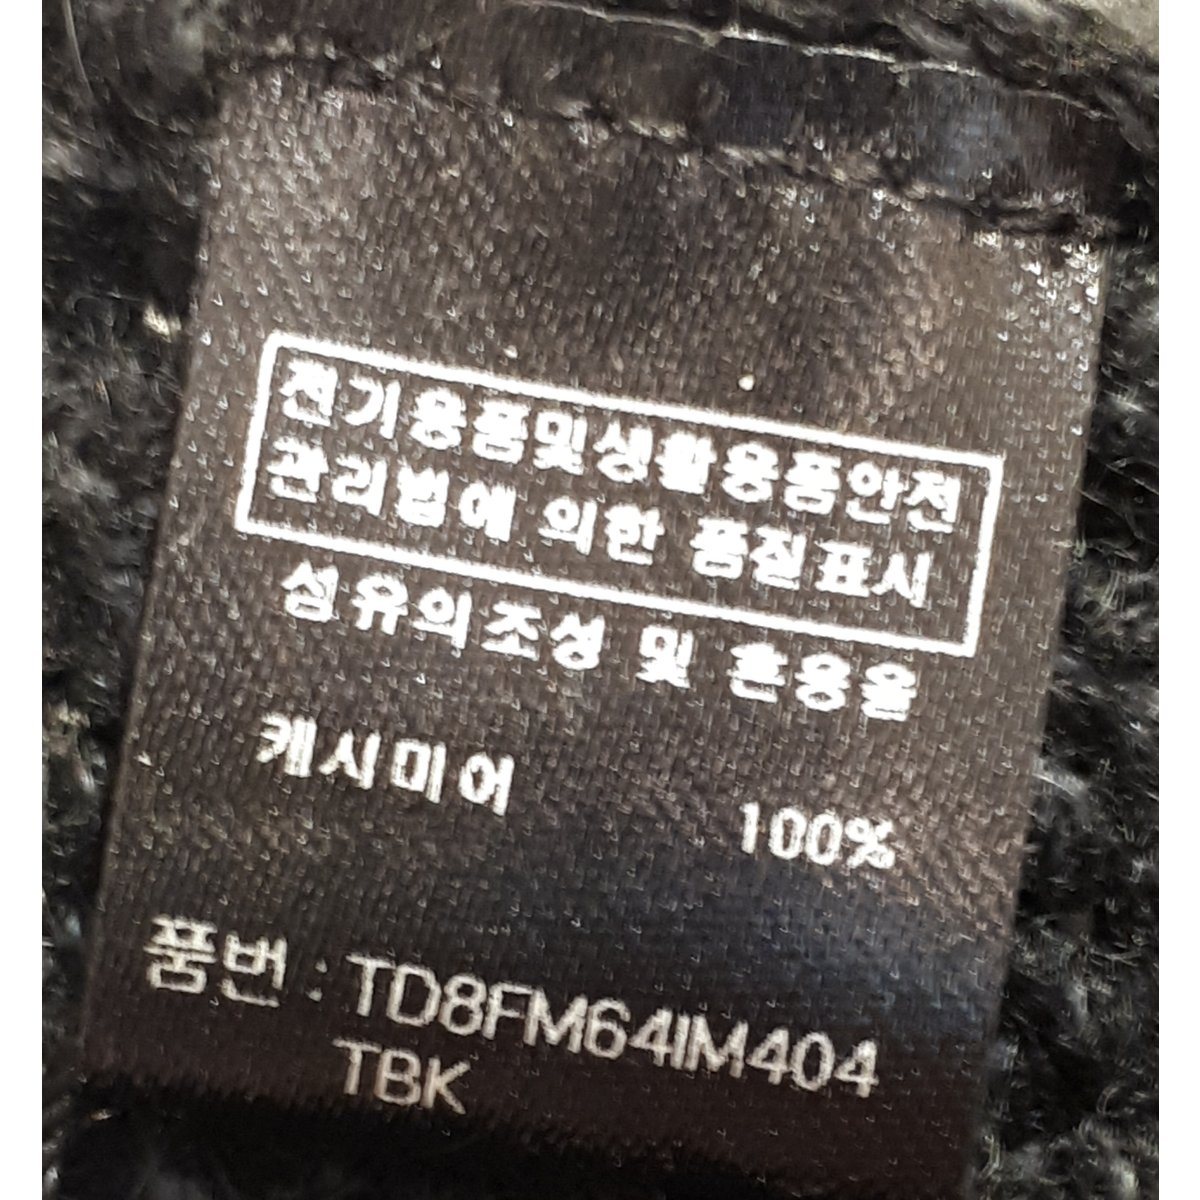 전기용품및생활용품안전
관리법에 의한 품질표시
섬유의조성 및 혼용율
캐시미어 100%
품번 : TD8FM64IM404
TBK